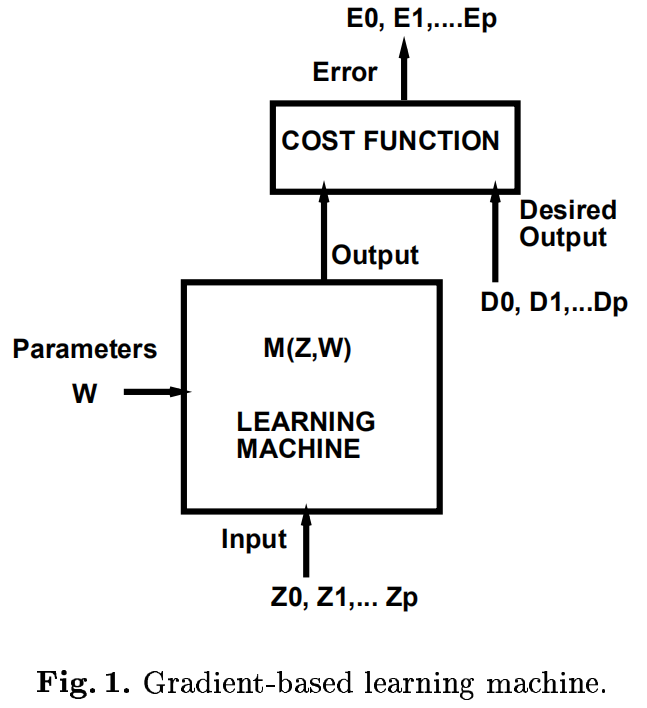 E0, E1,....Ep
Error
COST FUNCTION
Desired
Output
Output
D0, D1,...Dp
Parameters
W
M(Z,W)
LEARNING
MACHINE
Input
Z0, Z1,... Zp
Fig. 1. Gradient-based learning machine.